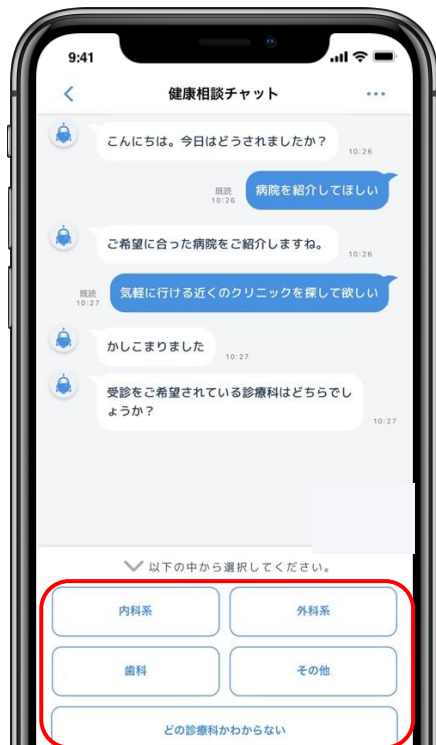 9:41
健康相談チャット
こんにちは。今日はどうされましたか？
10:26
既読
10:26
病院を紹介してほしい
ご希望に合った病院をご紹介しますね。
10:26
既読
10:27
気軽に行ける近くのクリニックを探して欲しい
かしこまりました
10:27
受診をご希望されている診療科はどちらでし
ょうか？
10:27
以下の中から選択してください。
内科系
外科系
歯科
その他
どの診療科かわからない